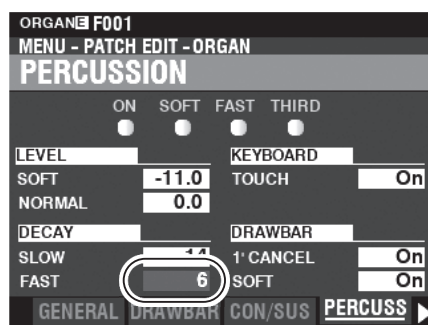 ORGAN E F001
MENU - PATCH EDIT - ORGAN
PERCUSSION
ON SOFT FAST THIRD
LEVEL KEYBOARD
SOFT -11.0 TOUCH On
NORMAL 0.0
DECAY DRAWBAR
SLOW 14 1' CANCEL On
FAST 6 SOFT On
GENERAL DRAWBAR CON/SUS PERCUSS